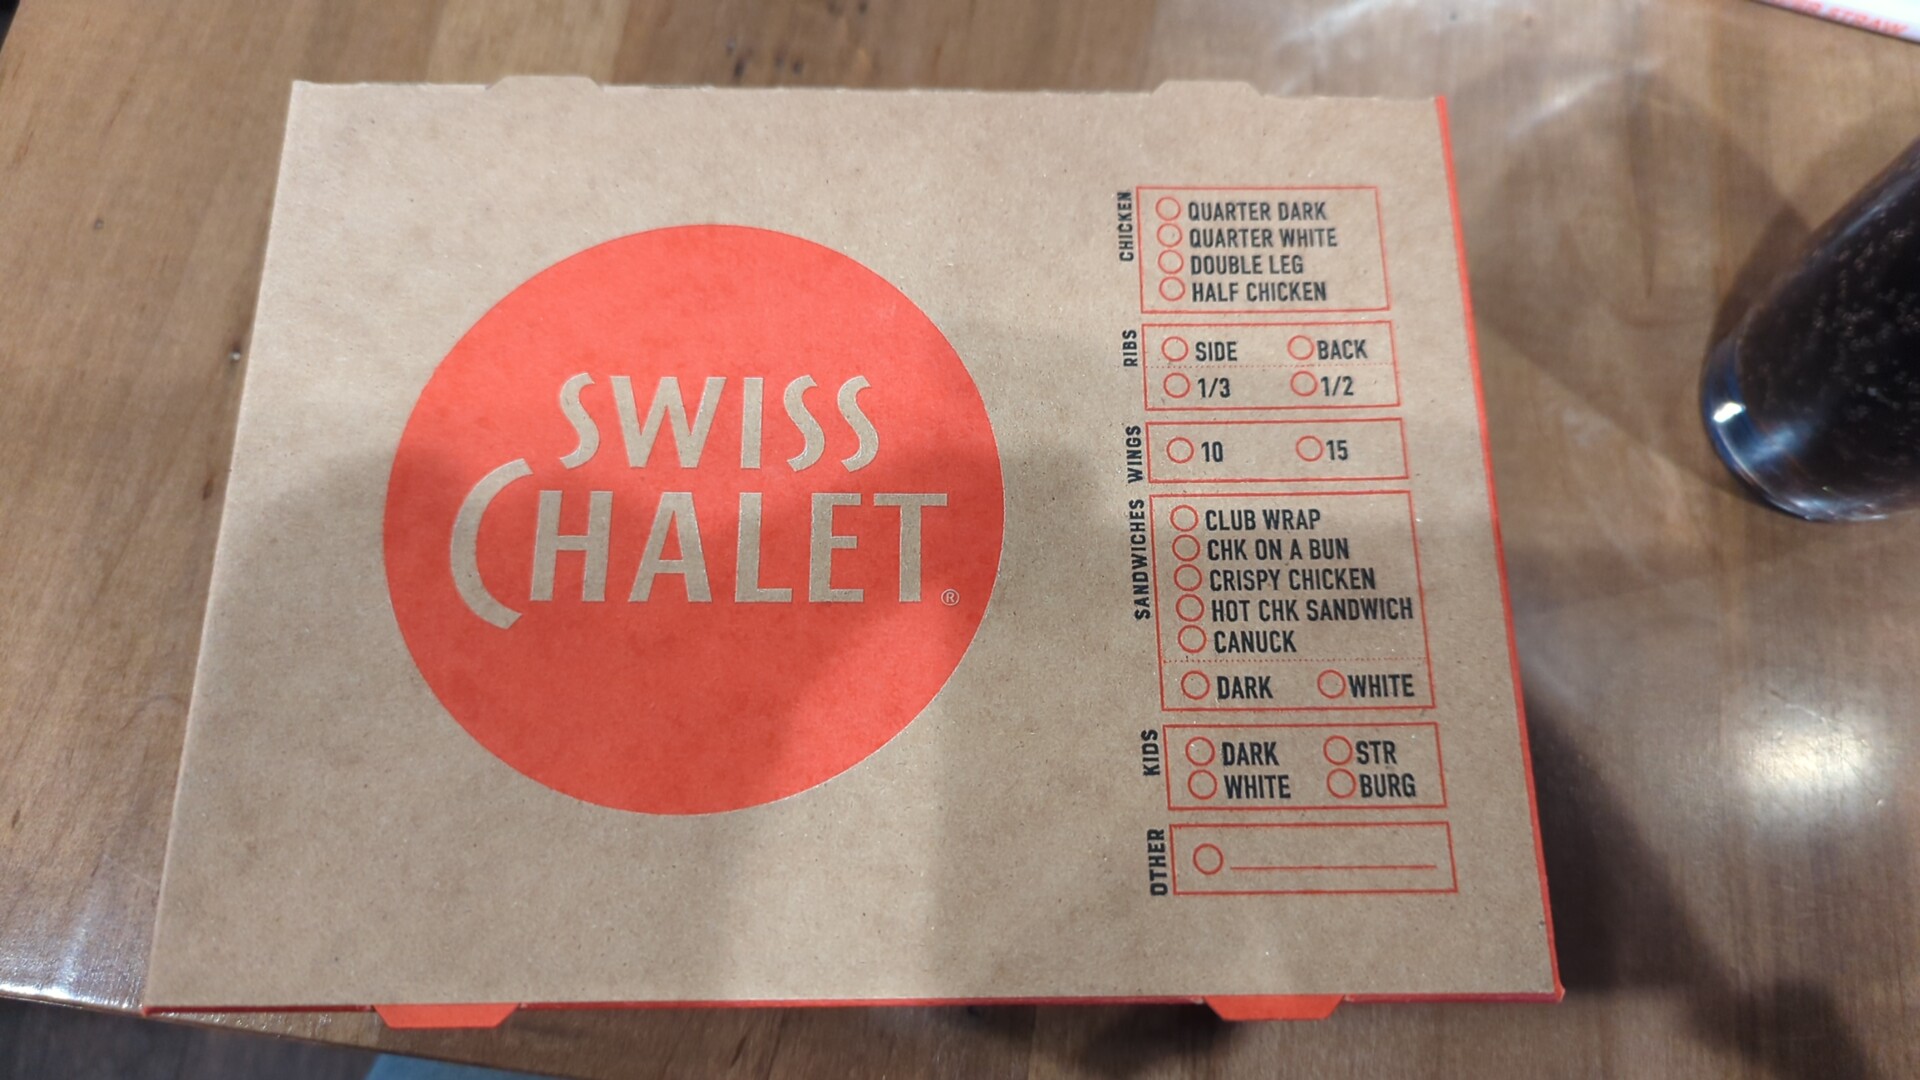 SWISS
CHALET®
CHICKEN
QUARTER DARK
QUARTER WHITE
DOUBLE LEG
HALF CHICKEN
RIBS
SIDE BACK
1/3 1/2
WINGS
10 15
SANDWICHES
CLUB WRAP
CHK ON A BUN
CRISPY CHICKEN
HOT CHK SANDWICH
CANUCK
DARK WHITE
KIDS
DARK STR
WHITE BURG
OTHER
STRAW